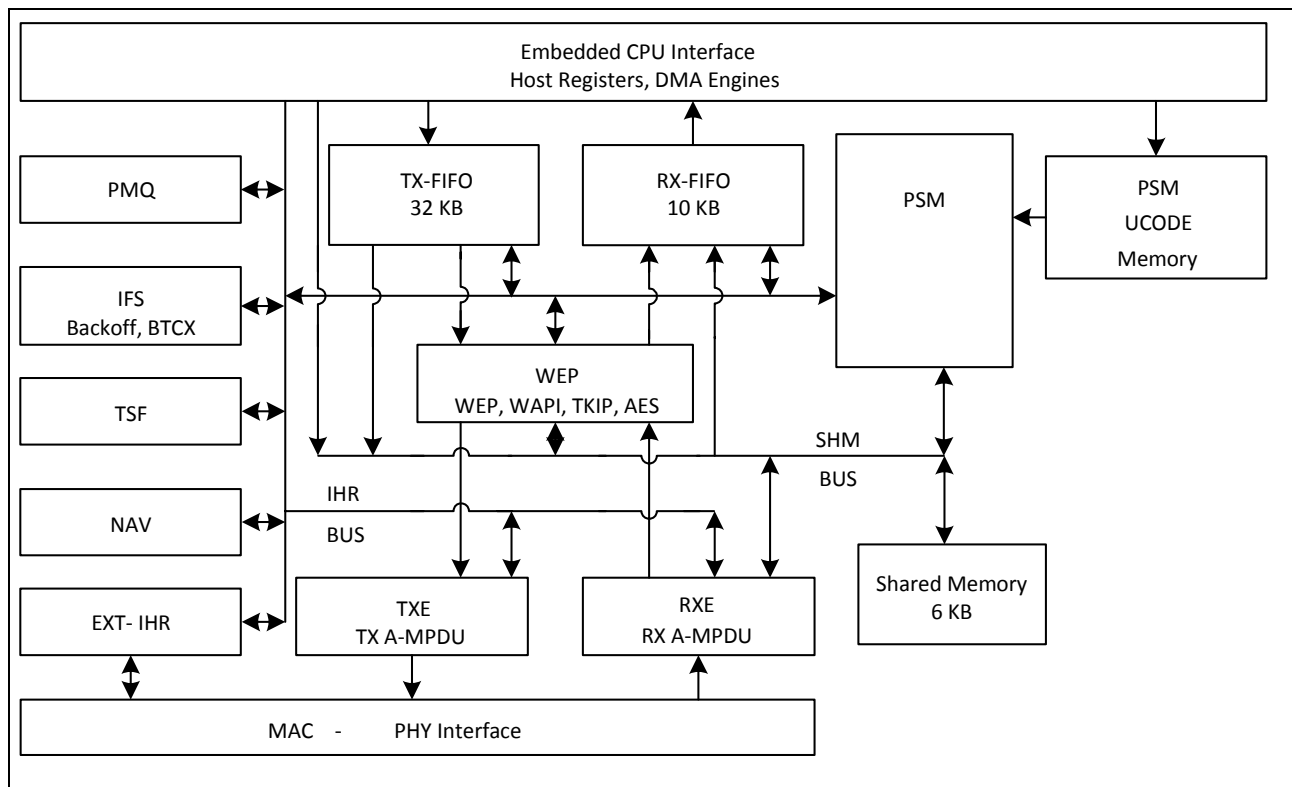 Embedded CPU Interface
Host Registers, DMA Engines
PMQ
TX-FIFO
32 KB
RX-FIFO
10 KB
PSM
PSM
UCODE
Memory
IFS
Backoff, BTCX
WEP
WEP, WAPI, TKIP, AES
TSF
SHM
BUS
IHR
BUS
NAV
Shared Memory
6 KB
EXT- IHR
TXE
TX A-MPDU
RXE
RX A-MPDU
MAC - PHY Interface